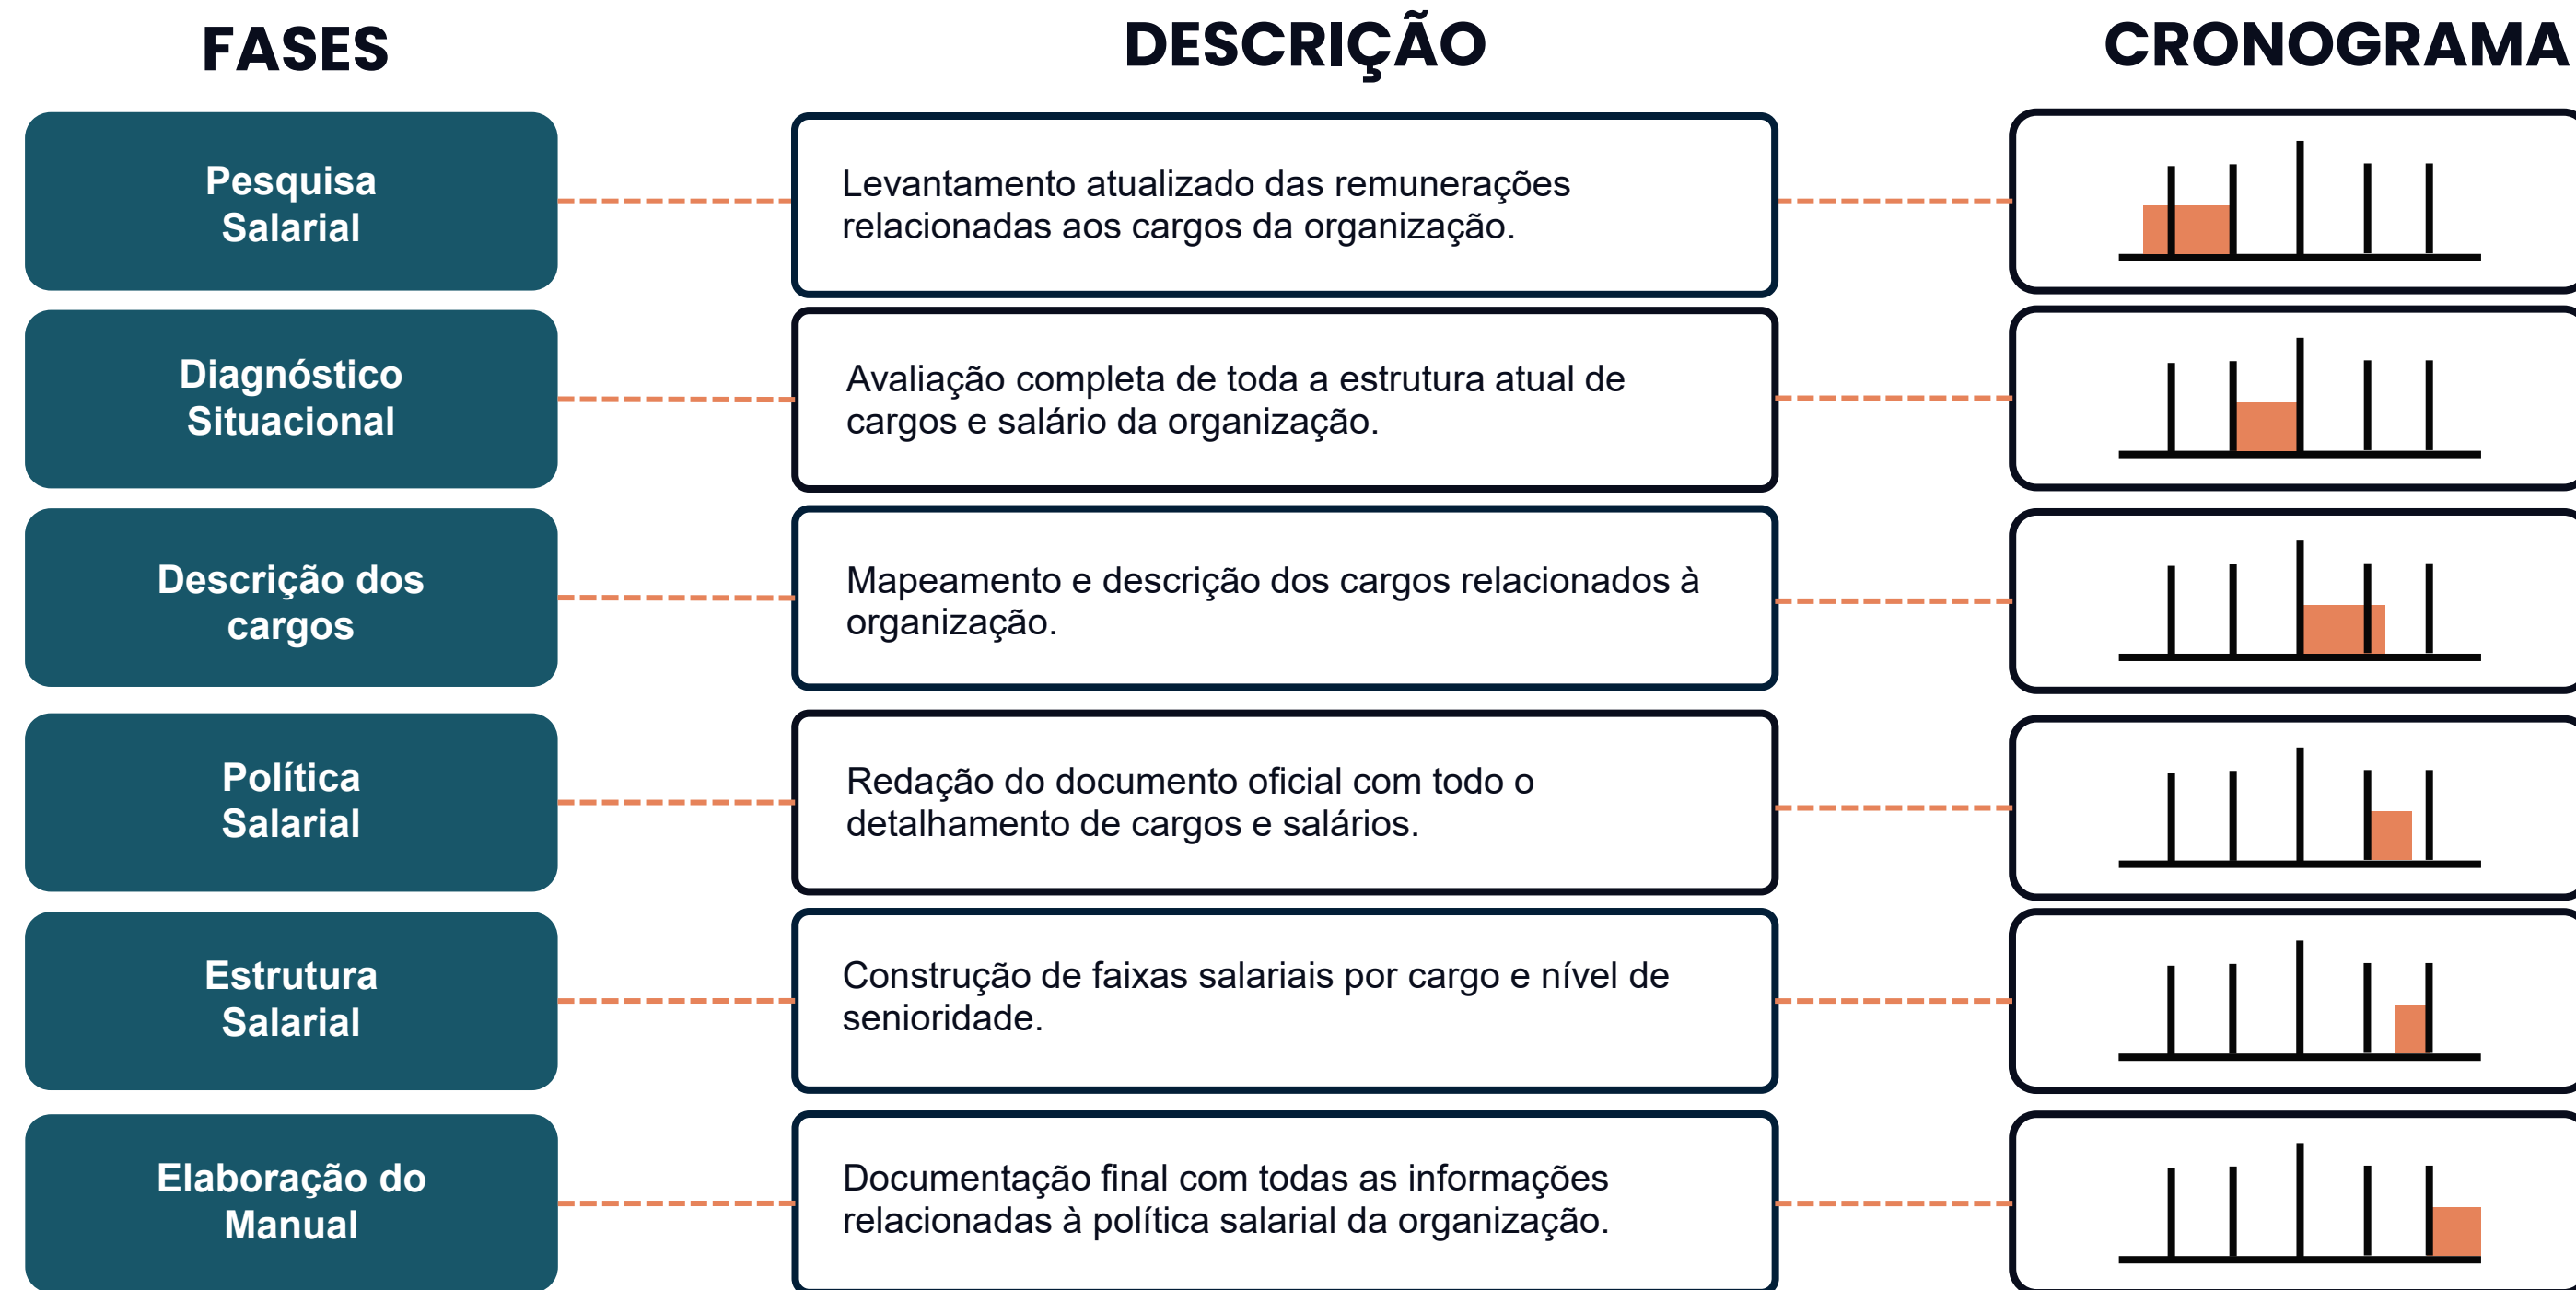 FASES
DESCRIÇÃO
CRONOGRAMA
Pesquisa
Salarial
Levantamento atualizado das remunerações
relacionadas aos cargos da organização.
Diagnóstico
Situacional
Avaliação completa de toda a estrutura atual de
cargos e salário da organização.
Descrição dos
cargos
Mapeamento e descrição dos cargos relacionados à
organização.
Política
Salarial
Redação do documento oficial com todo o
detalhamento de cargos e salários.
Estrutura
Salarial
Construção de faixas salariais por cargo e nível de
senioridade.
Elaboração do
Manual
Documentação final com todas as informações
relacionadas à política salarial da organização.